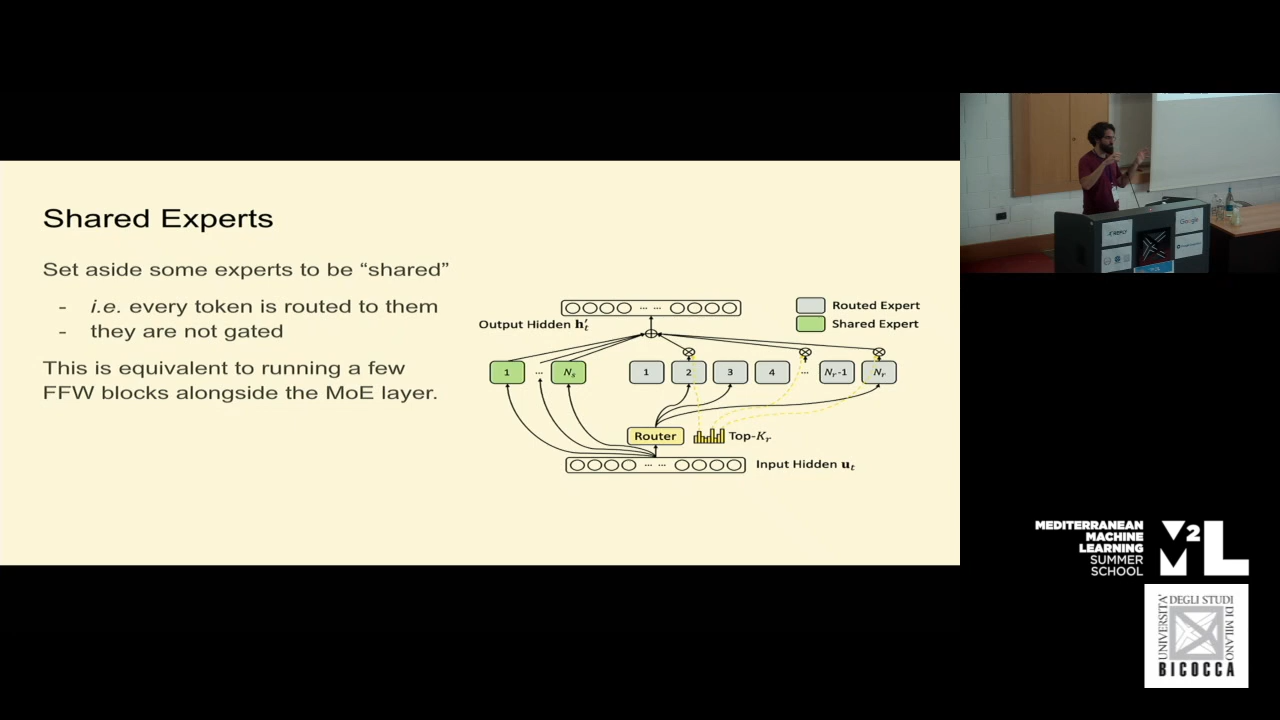 Shared Experts
Set aside some experts to be “shared”
- i.e. every token is routed to them
- they are not gated
This is equivalent to running a few
FFW blocks alongside the MoE layer.
Routed Expert
Shared Expert
Output Hidden h′t
1 ... Ns 1 2 3 4 ... Nr-1 Nr
Router
Top-Kr
Input Hidden ut
Google
MEDITERRANEAN
MACHINE
LEARNING
SUMMER
SCHOOL
M2L
UNIVERSITÀ
DEGLI STUDI
DI MILANO
BICOCCA